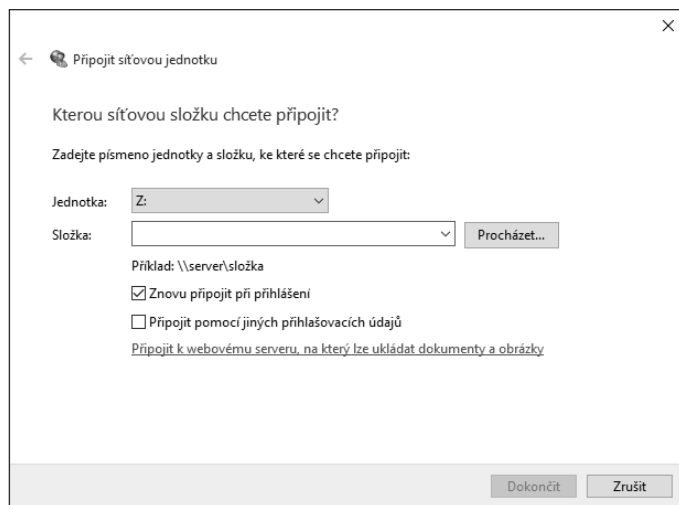 Připojit síťovou jednotku
Kterou síťovou složku chcete připojit?
Zadejte písmeno jednotky a složku, ke které se chcete připojit:
Jednotka: Z:
Složka: Procházet...
Příklad: \\server\složka
Znovu připojit při přihlášení
Připojit pomocí jiných přihlašovacích údajů
Připojit k webovému serveru, na který lze ukládat dokumenty a obrázky
Dokončit Zrušit